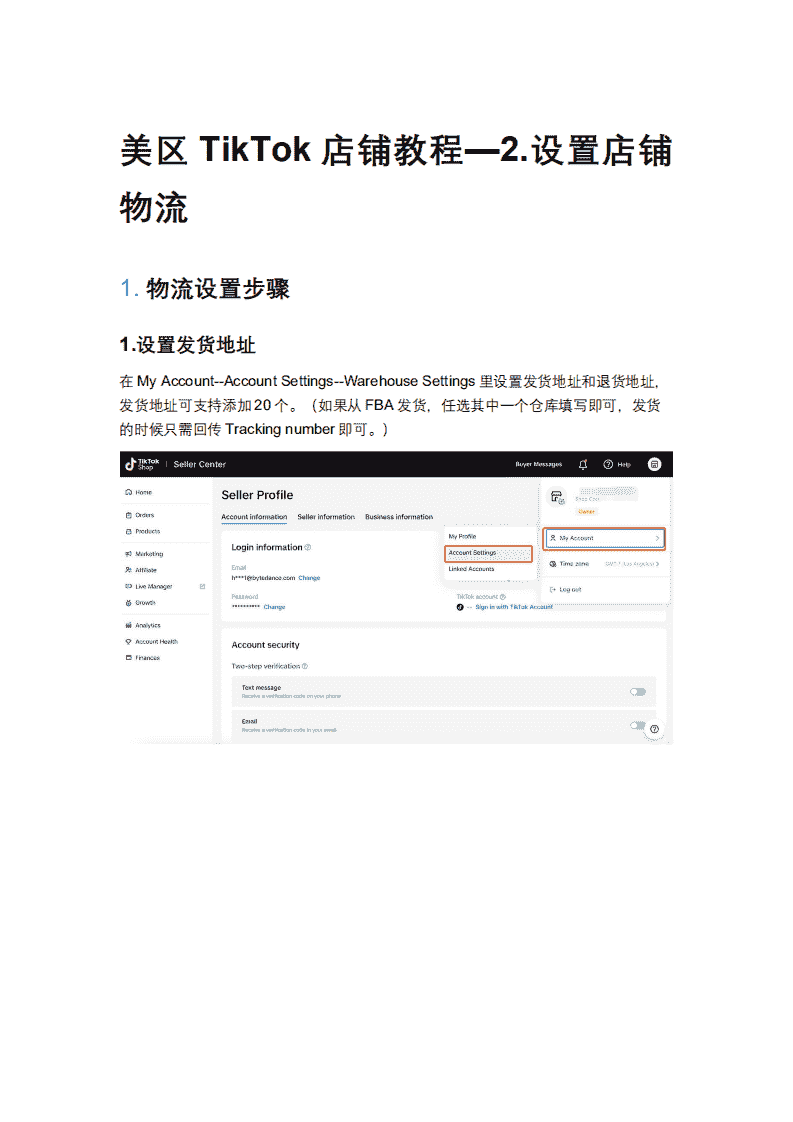 美区 TikTok 店铺教程—2.设置店铺
物流
1. 物流设置步骤
1.设置发货地址
在 My Account--Account Settings--Warehouse Settings 里设置发货地址和退货地址，
发货地址可支持添加20 个。（如果从 FBA 发货，任选其中一个仓库填写即可，发货
的时候只需回传 Tracking number 即可。）
TikTok Shop | Seller Center
Buyer Messages
Help
Home
Orders
Products
Marketing
Affiliate
Live Manager
Growth
Analytics
Account Health
Finances
Seller Profile
Account information Seller information Business information
Login information
Email
h***1@bytedance.com Change
Password
********** Change
My Profile
Account Settings
Linked Accounts
TikTok account
-- Sign in with TikTok Account
Owner
My Account
Time zone
Log out
Account security
Two-step verification
Text message
Receive a verification code on your phone
Email
Receive a verification code in your email